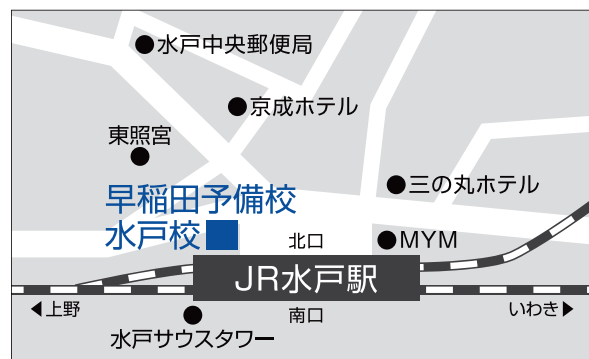 水戸中央郵便局
京成ホテル
東照宮
三の丸ホテル
早稲田予備校
水戸校
北口
MYM
JR水戸駅
◀上野
南口
いわき▶
水戸サウスタワー